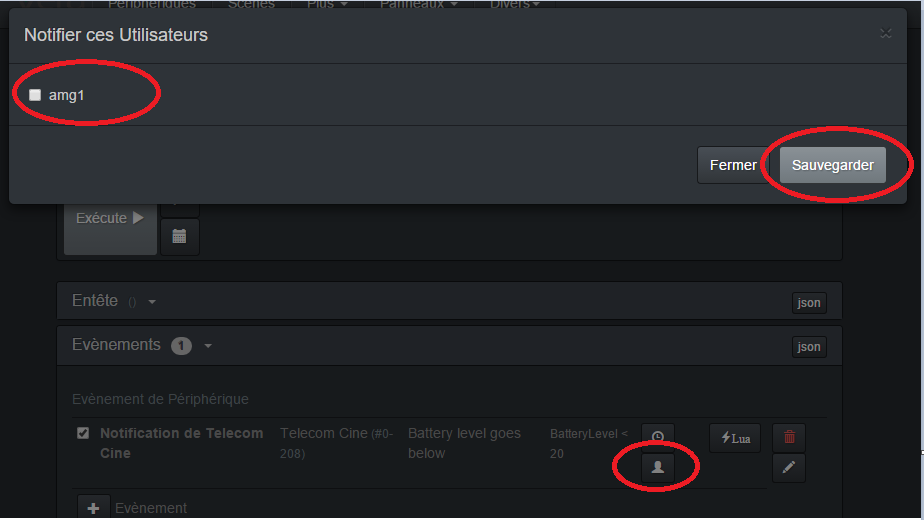 Périphériques Scènes Plus Panneaux Divers
Notifier ces Utilisateurs ×
amg1
Fermer Sauvegarder
Exécute
Entête () json
Evènements 1 json
Evènement de Périphérique
Notification de Telecom Telecom Cine (#0- Battery level goes BatteryLevel <
Cine 208) below 20
Lua
Evènement